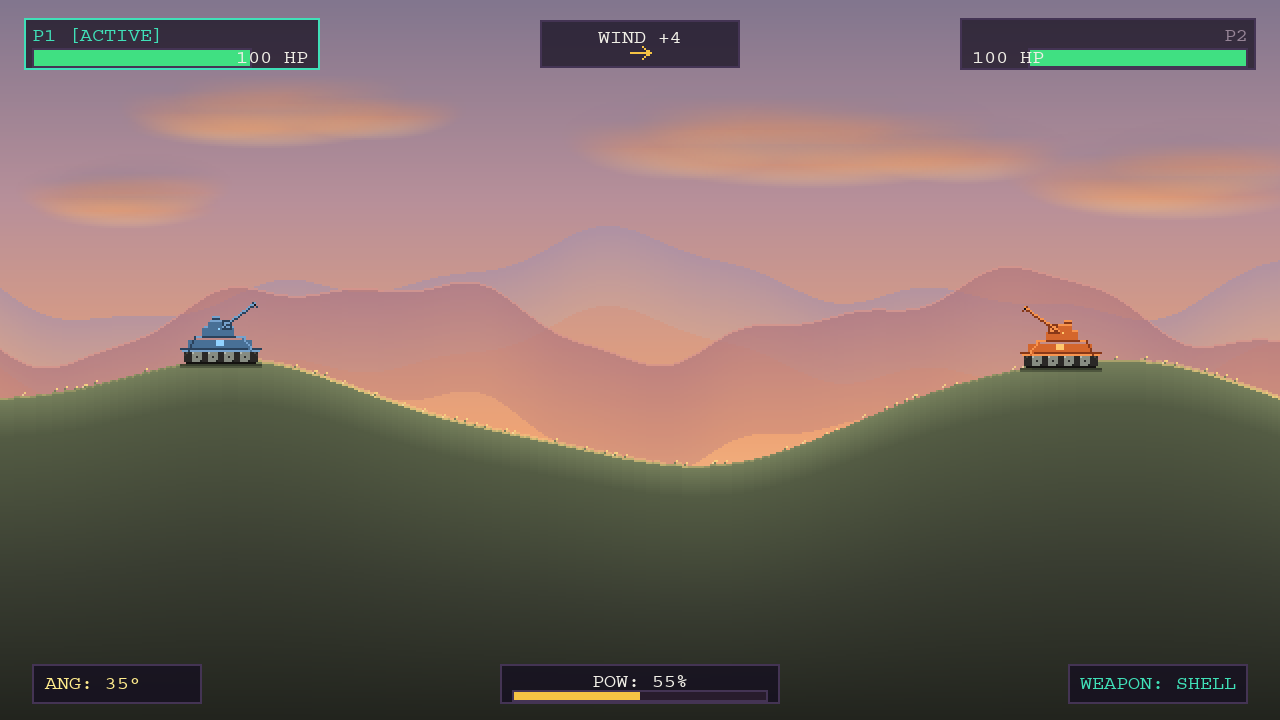 P1 [ACTIVE]
100 HP
WIND +4
P2
100 HP
ANG: 35°
POW: 55%
WEAPON: SHELL